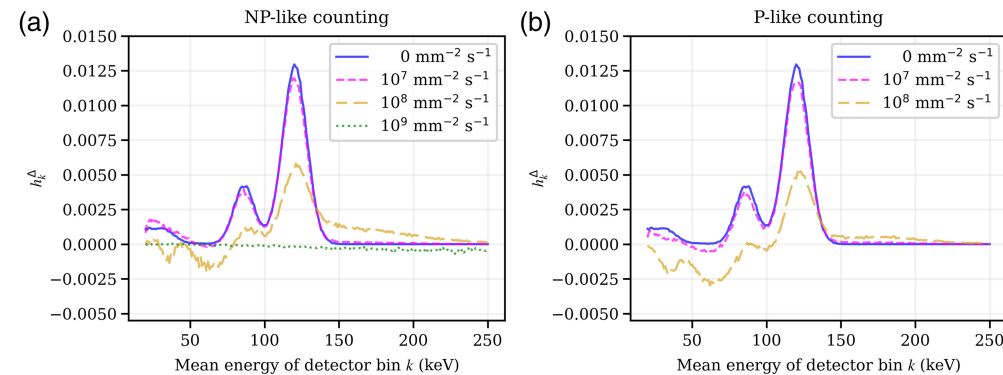 (a)
NP-like counting
0.0150
0.0125
0.0100
0.0075
0.0050
0.0025
0.0000
−0.0025
−0.0050
h_k^Δ
0 mm⁻² s⁻¹
10⁷ mm⁻² s⁻¹
10⁸ mm⁻² s⁻¹
10⁹ mm⁻² s⁻¹
50 100 150 200 250
Mean energy of detector bin k (keV)
(b)
P-like counting
0.0150
0.0125
0.0100
0.0075
0.0050
0.0025
0.0000
−0.0025
−0.0050
h_k^Δ
0 mm⁻² s⁻¹
10⁷ mm⁻² s⁻¹
10⁸ mm⁻² s⁻¹
50 100 150 200 250
Mean energy of detector bin k (keV)